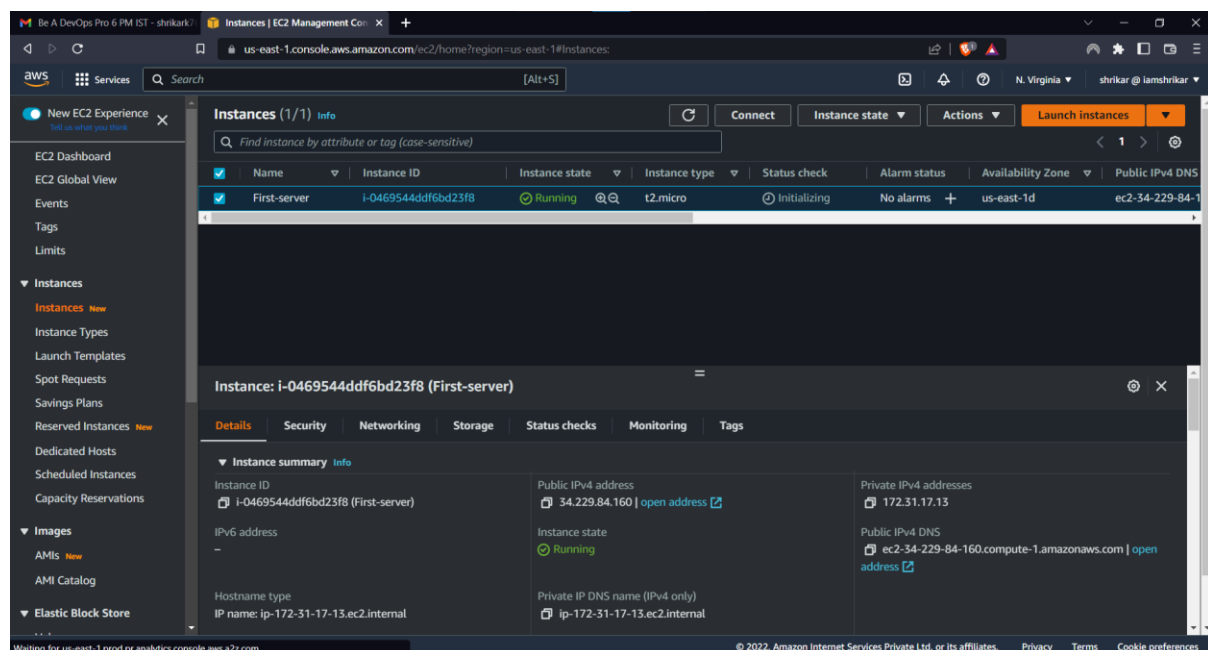 Be A DevOps Pro 6 PM IST - shrikark7
Instances | EC2 Management Con
us-east-1.console.aws.amazon.com/ec2/home?region=us-east-1#Instances:
aws Services Search [Alt+S] N. Virginia shrikar @ iamshrikar
New EC2 Experience
Tell us what you think
EC2 Dashboard
EC2 Global View
Events
Tags
Limits
Instances
Instances New
Instance Types
Launch Templates
Spot Requests
Savings Plans
Reserved Instances New
Dedicated Hosts
Scheduled Instances
Capacity Reservations
Images
AMIs New
AMI Catalog
Elastic Block Store
Instances (1/1) Info Connect Instance state Actions Launch instances
Find instance by attribute or tag (case-sensitive) 1
Name Instance ID Instance state Instance type Status check Alarm status Availability Zone Public IPv4 DNS
First-server i-0469544ddf6bd23f8 Running t2.micro Initializing No alarms + us-east-1d ec2-34-229-84-1
Instance: i-0469544ddf6bd23f8 (First-server)
Details Security Networking Storage Status checks Monitoring Tags
Instance summary Info
Instance ID Public IPv4 address Private IPv4 addresses
i-0469544ddf6bd23f8 (First-server) 34.229.84.160 | open address 172.31.17.13
IPv6 address Instance state Public IPv4 DNS
– Running ec2-34-229-84-160.compute-1.amazonaws.com | open
address
Hostname type Private IP DNS name (IPv4 only)
IP name: ip-172-31-17-13.ec2.internal ip-172-31-17-13.ec2.internal
Waiting for us-east-1.prod.pr.analytics.console.aws.a2z.com...
© 2022, Amazon Internet Services Private Ltd. or its affiliates. Privacy Terms Cookie preferences